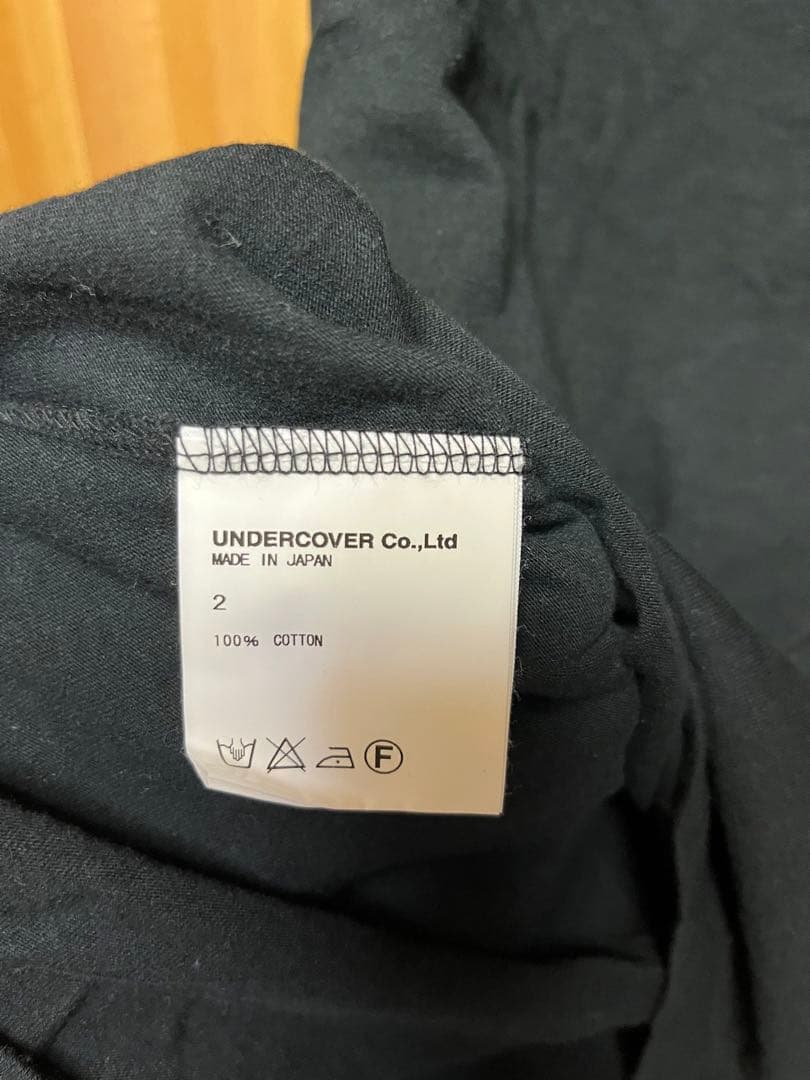 UNDERCOVER Co.,Ltd
MADE IN JAPAN
2
100% COTTON
F